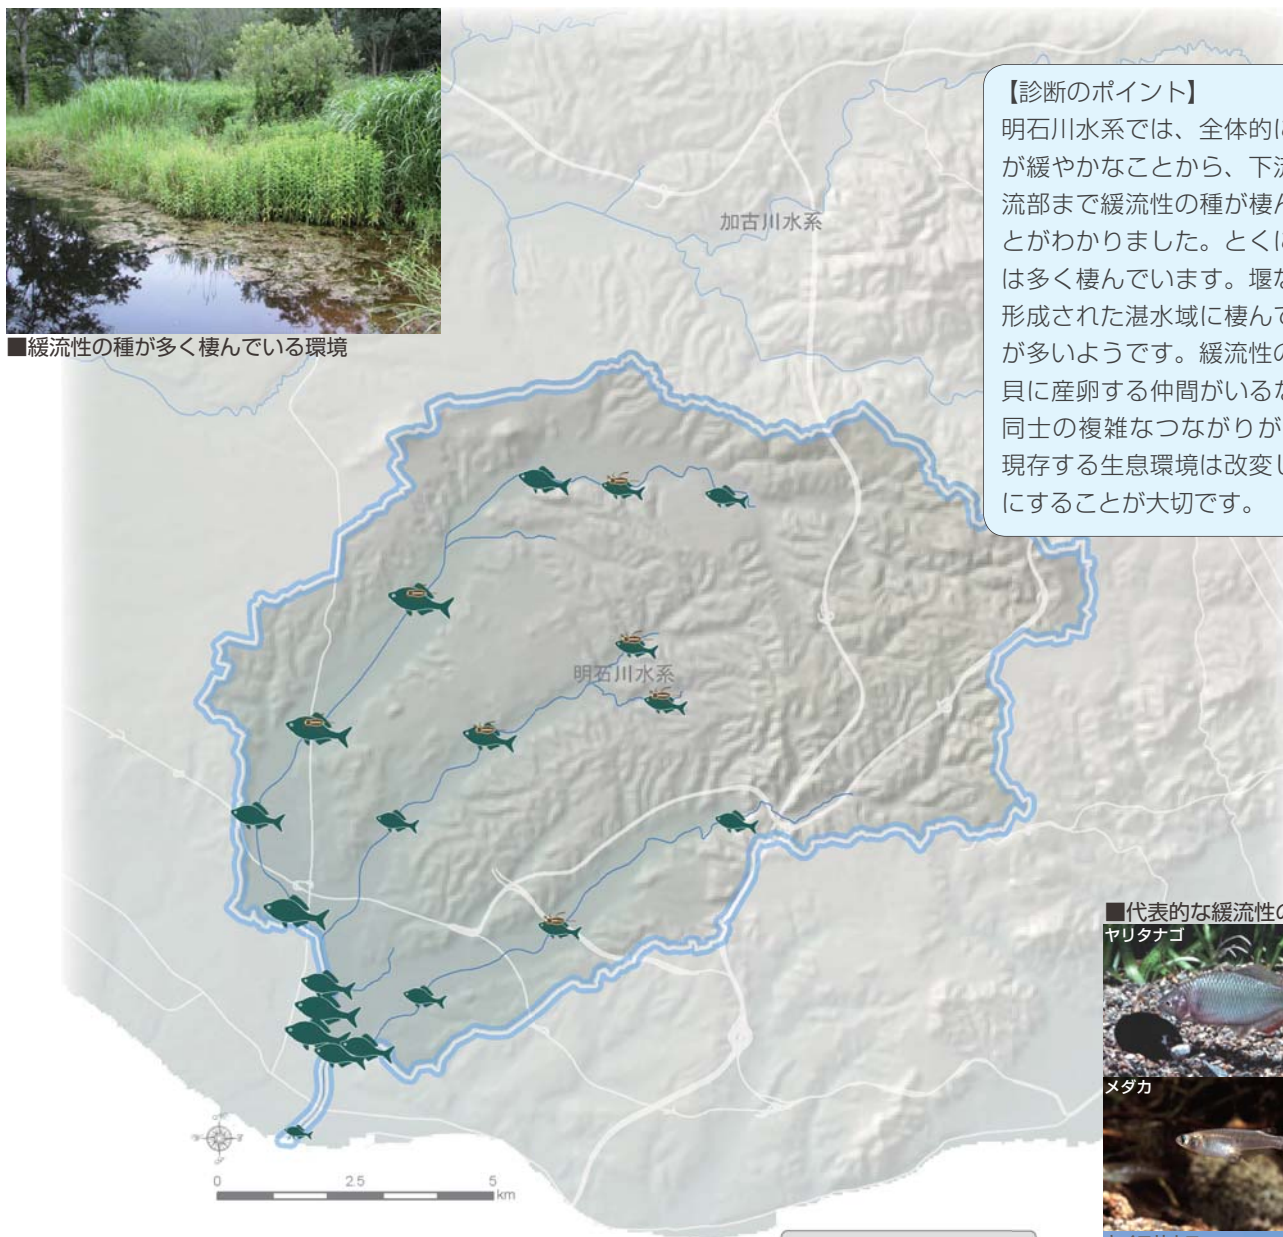 ■緩流性の種が多く棲んでいる環境
【診断のポイント】
明石川水系では、全体的に
が緩やかなことから、下流
流部まで緩流性の種が棲ん
とがわかりました。とくに
は多く棲んでいます。堰な
形成された湛水域に棲んで
が多いようです。緩流性の
貝に産卵する仲間がいるな
同士の複雑なつながりが
現存する生息環境は改変し
にすることが大切です。
加古川水系
明石川水系
■代表的な緩流性の
ヤリタナゴ
メダカ
0 2.5 5
km